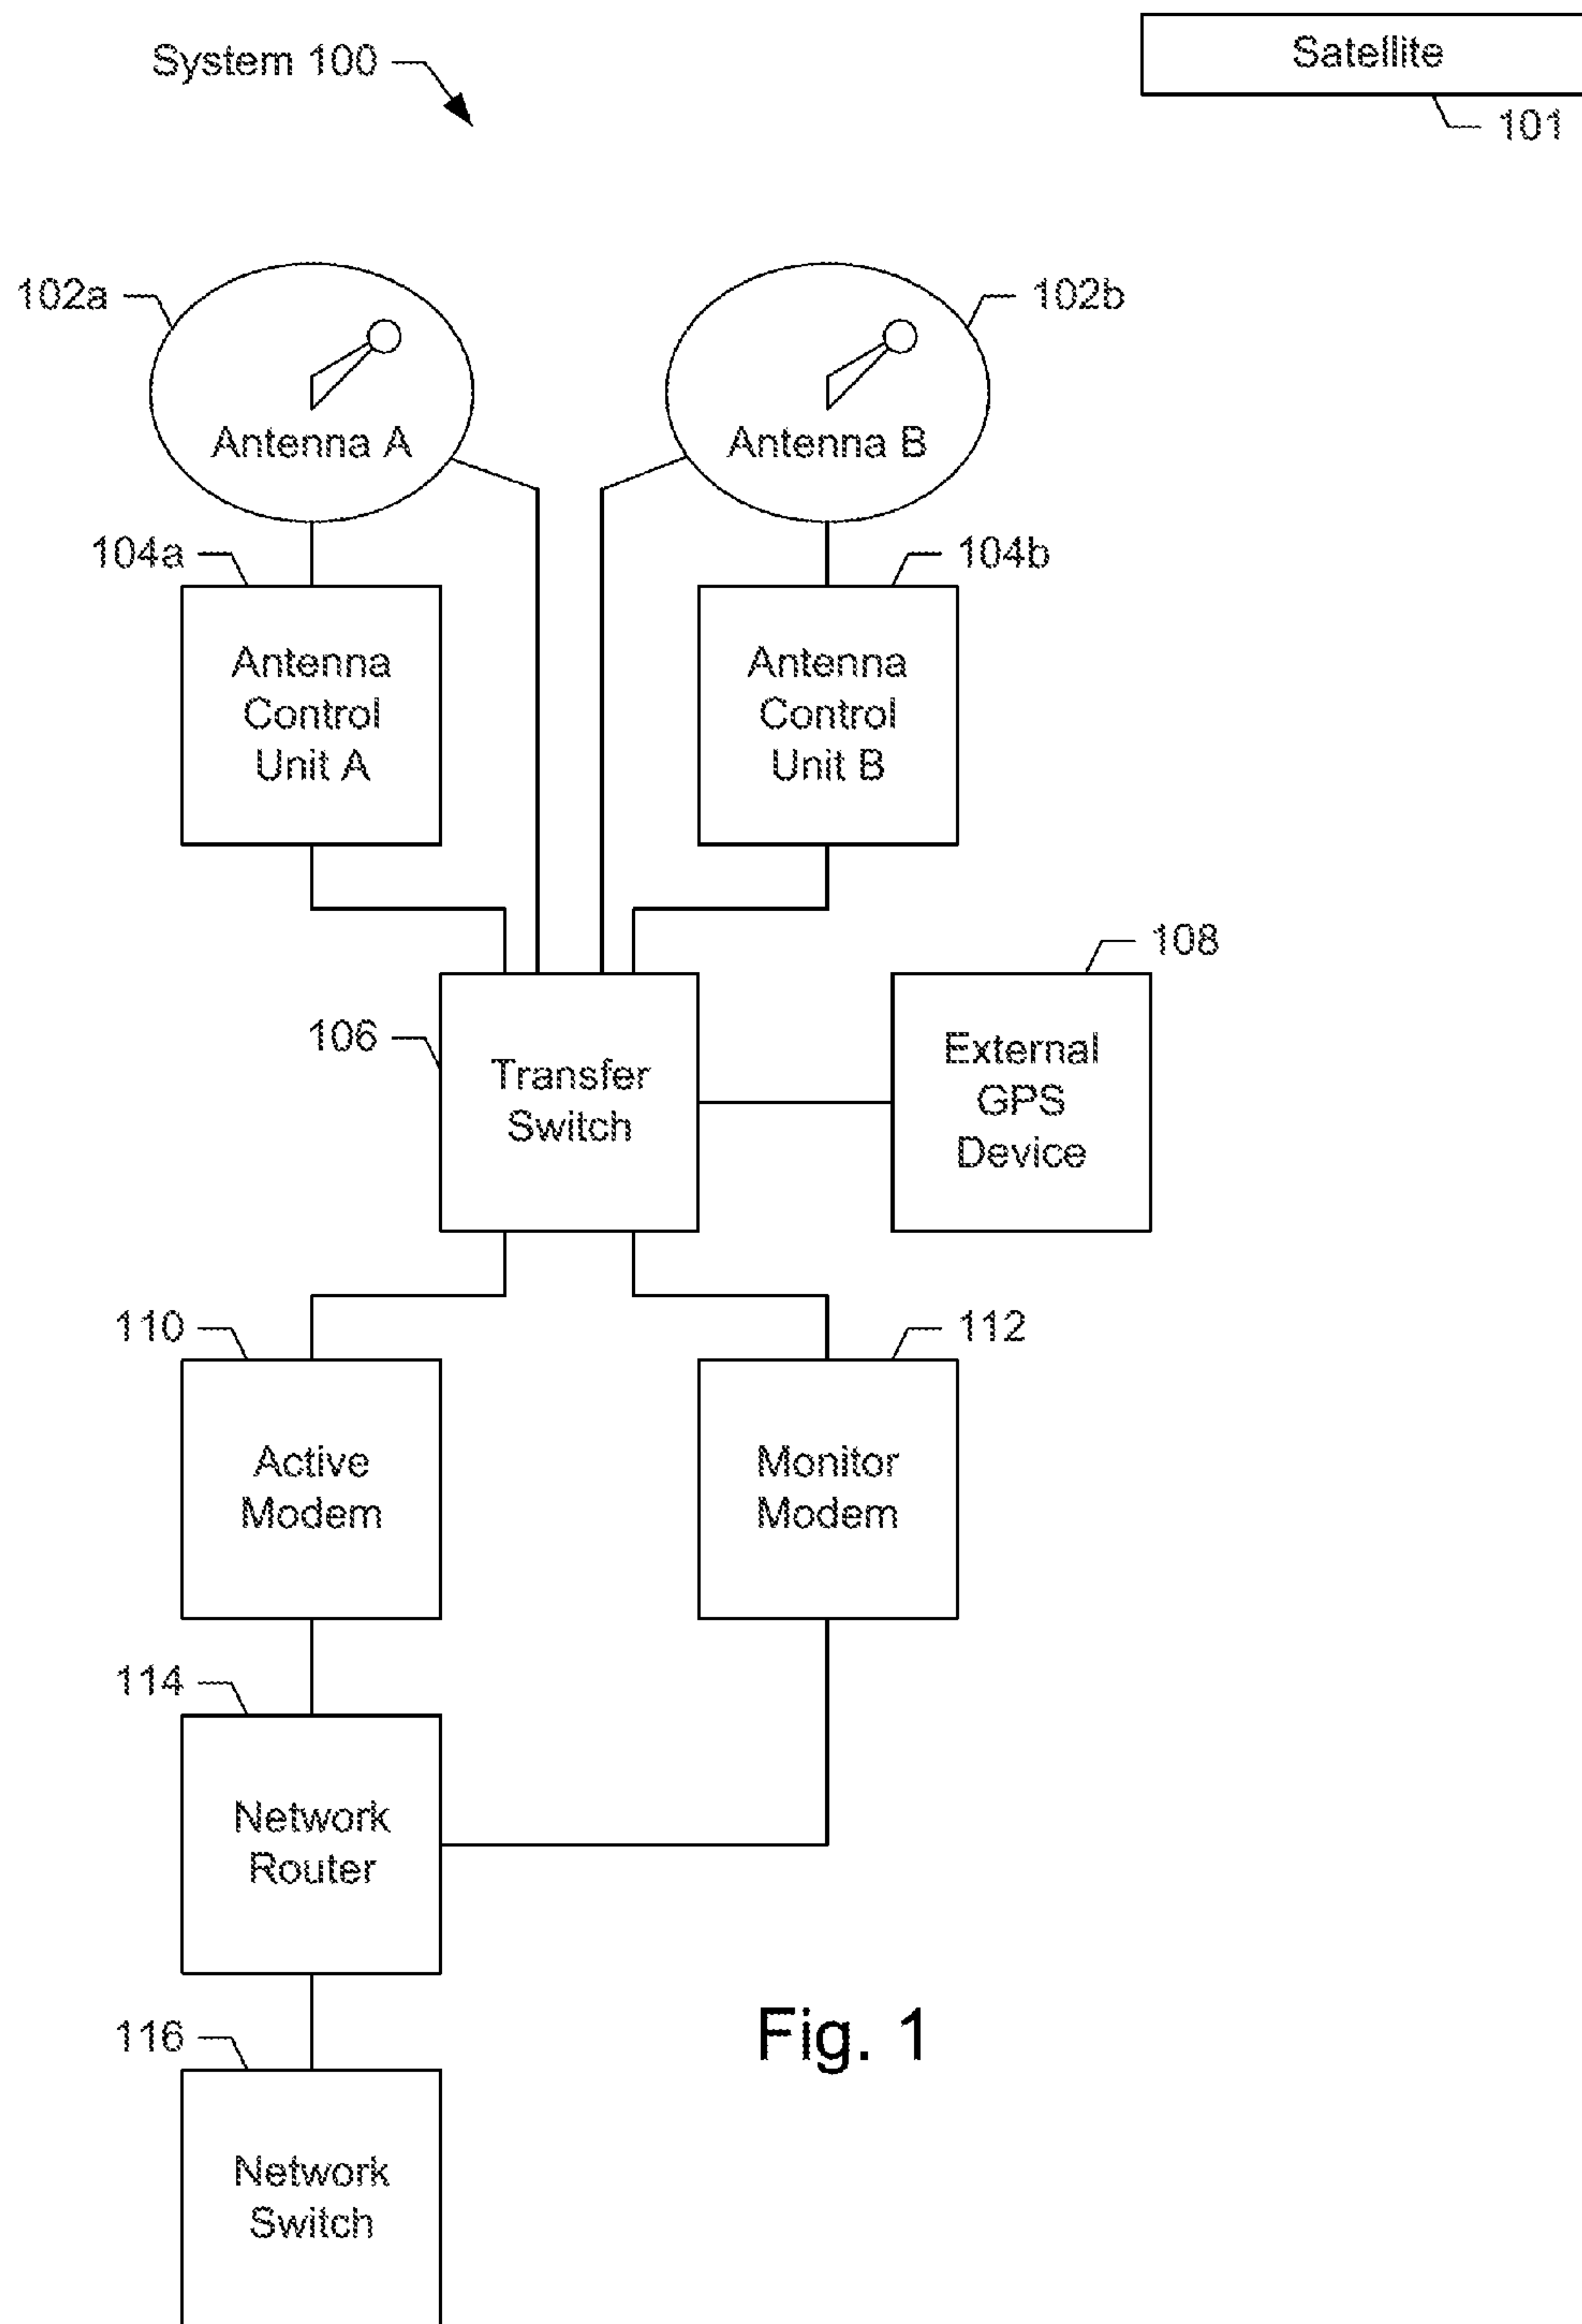 System 100
Satellite
101
102a
102b
Antenna A
Antenna B
104a
104b
Antenna
Control
Unit A
Antenna
Control
Unit B
108
106
Transfer
Switch
External
GPS
Device
110
112
Active
Modem
Monitor
Modem
114
Network
Router
116
Fig. 1
Network
Switch